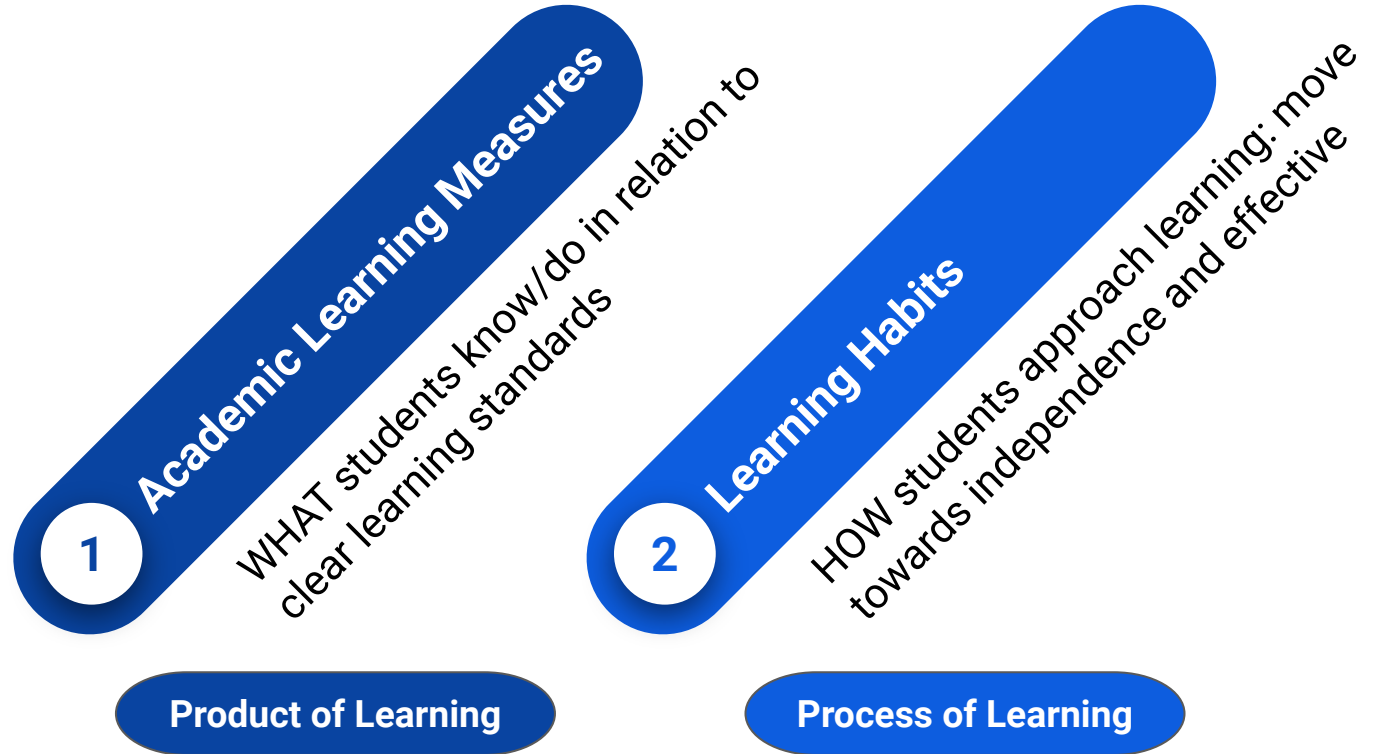 1
Academic Learning Measures
WHAT students know/do in relation to
clear learning standards
Product of Learning
2
Learning Habits
HOW students approach learning: move
towards independence and effective
Process of Learning